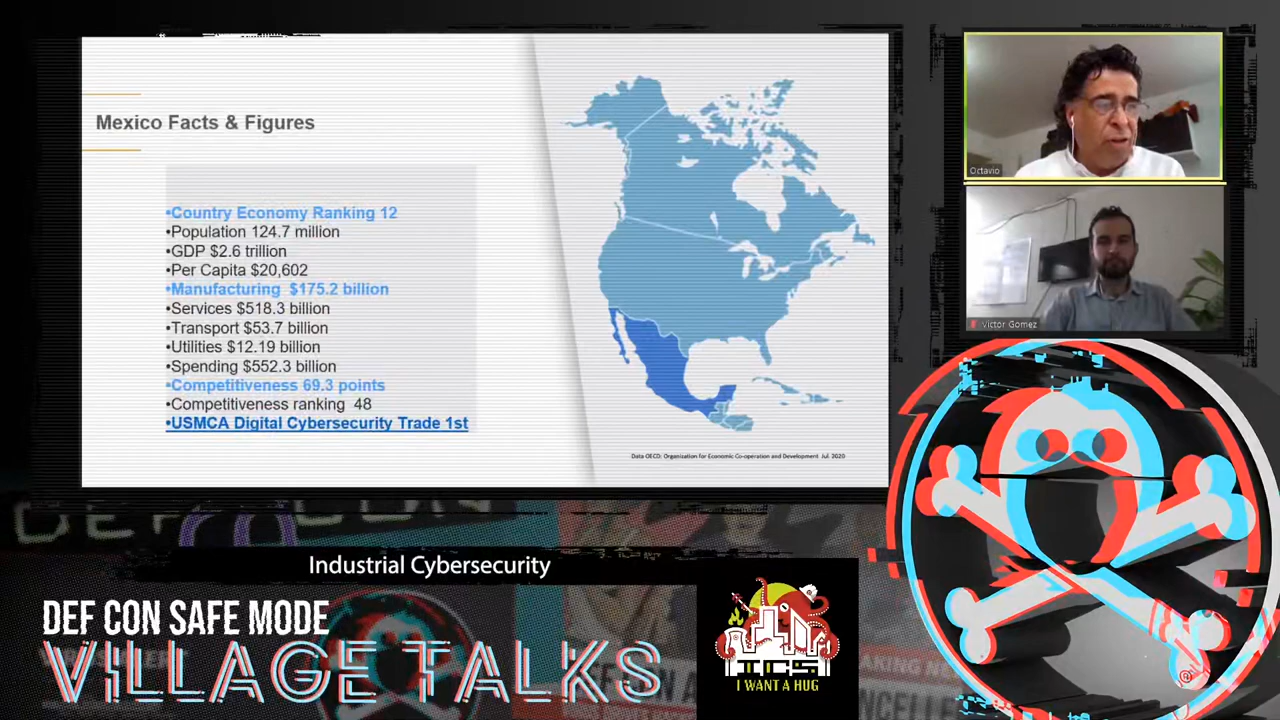 Mexico Facts & Figures
•Country Economy Ranking 12
•Population 124.7 million
•GDP $2.6 trillion
•Per Capita $20,602
•Manufacturing $175.2 billion
•Services $518.3 billion
•Transport $53.7 billion
•Utilities $12.19 billion
•Spending $552.3 billion
•Competitiveness 69.3 points
•Competitiveness ranking 48
•USMCA Digital Cybersecurity Trade 1st
Data OECD: Organization for Economic Co-operation and Development Jul. 2020
Octavio
Victor Gomez
DEF CON
Industrial Cybersecurity
DEF CON SAFE MODE
VILLAGE TALKS
ICS
I WANT A HUG